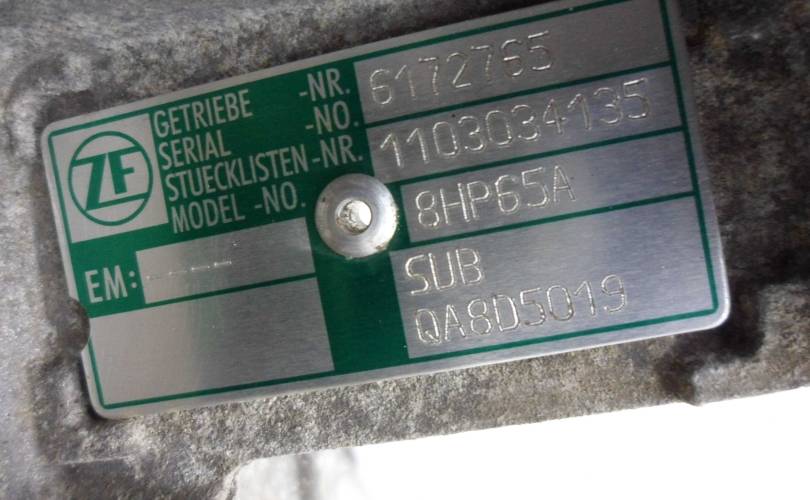 ZF
GETRIEBE -NR. 6172765
SERIAL -NO.
STUECKLISTEN-NR. 1103034135
MODEL -NO. 8HP65A
EM: ----
SUB
QA8D5019